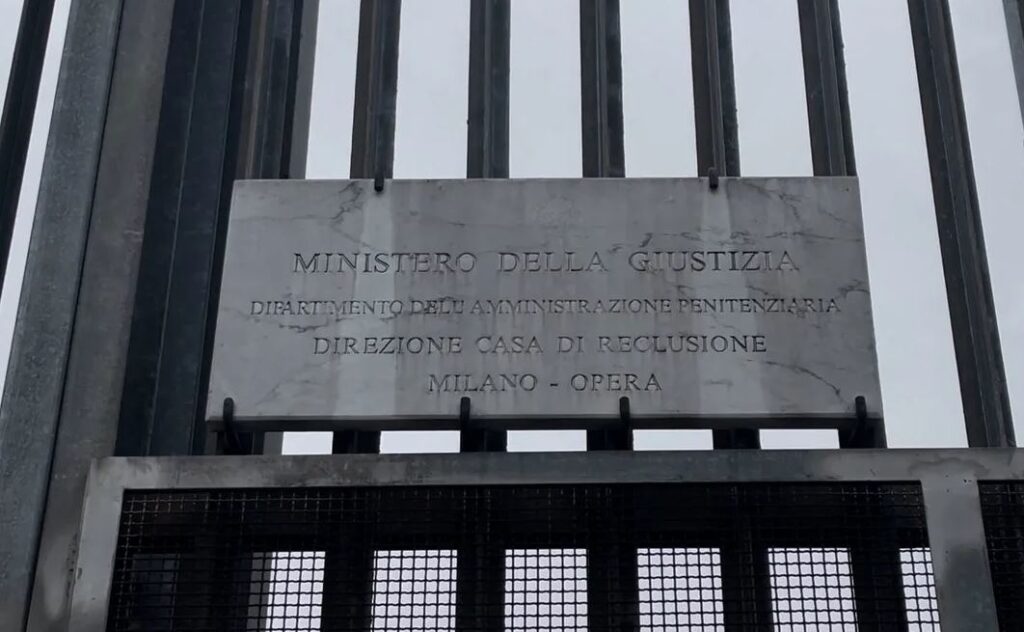 MINISTERO DELLA GIUSTIZIA
DIPARTIMENTO DELL'AMMINISTRAZIONE PENITENZIARIA
DIREZIONE CASA DI RECLUSIONE
MILANO - OPERA